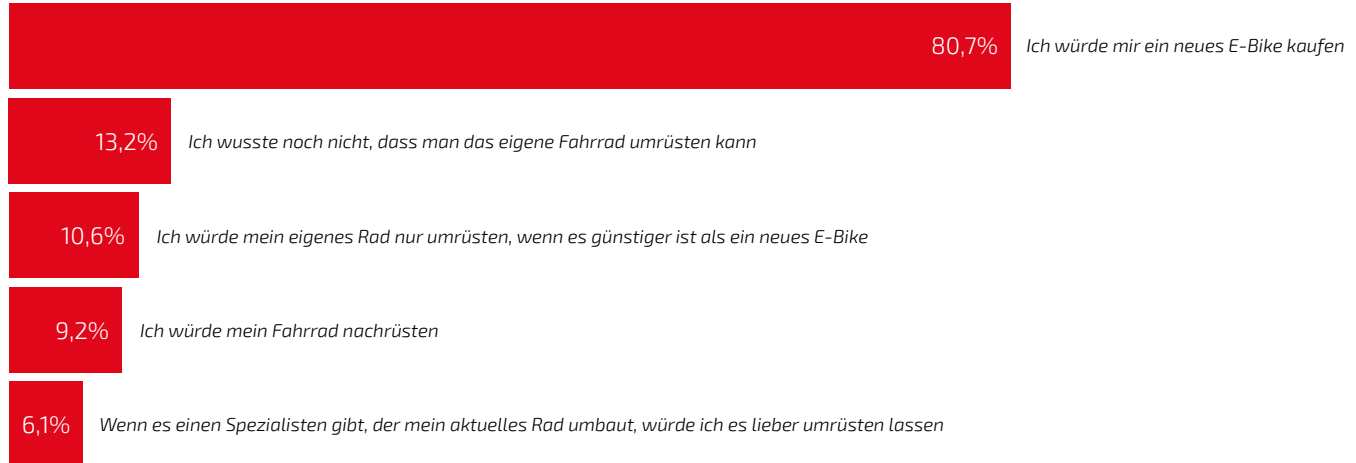 80,7% Ich würde mir ein neues E-Bike kaufen
13,2% Ich wusste noch nicht, dass man das eigene Fahrrad umrüsten kann
10,6% Ich würde mein eigenes Rad nur umrüsten, wenn es günstiger ist als ein neues E-Bike
9,2% Ich würde mein Fahrrad nachrüsten
6,1% Wenn es einen Spezialisten gibt, der mein aktuelles Rad umbaut, würde ich es lieber umrüsten lassen